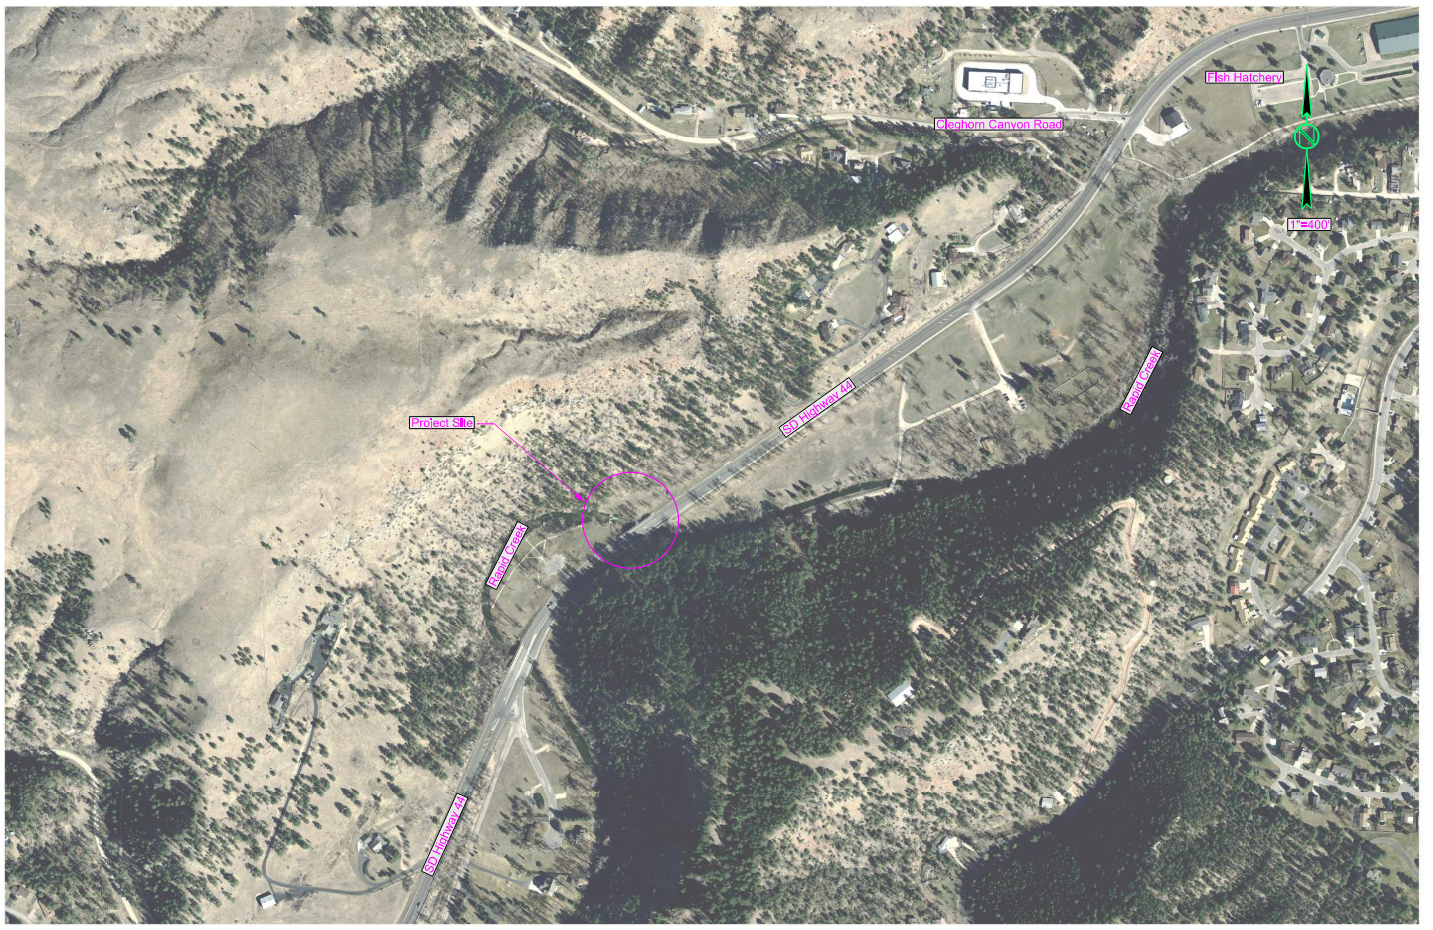 Fish Hatchery
Cleghorn Canyon Road
1"=400'
Rapid Creek
SD Highway 44
Project Site
Rapid Creek
SD Highway 44